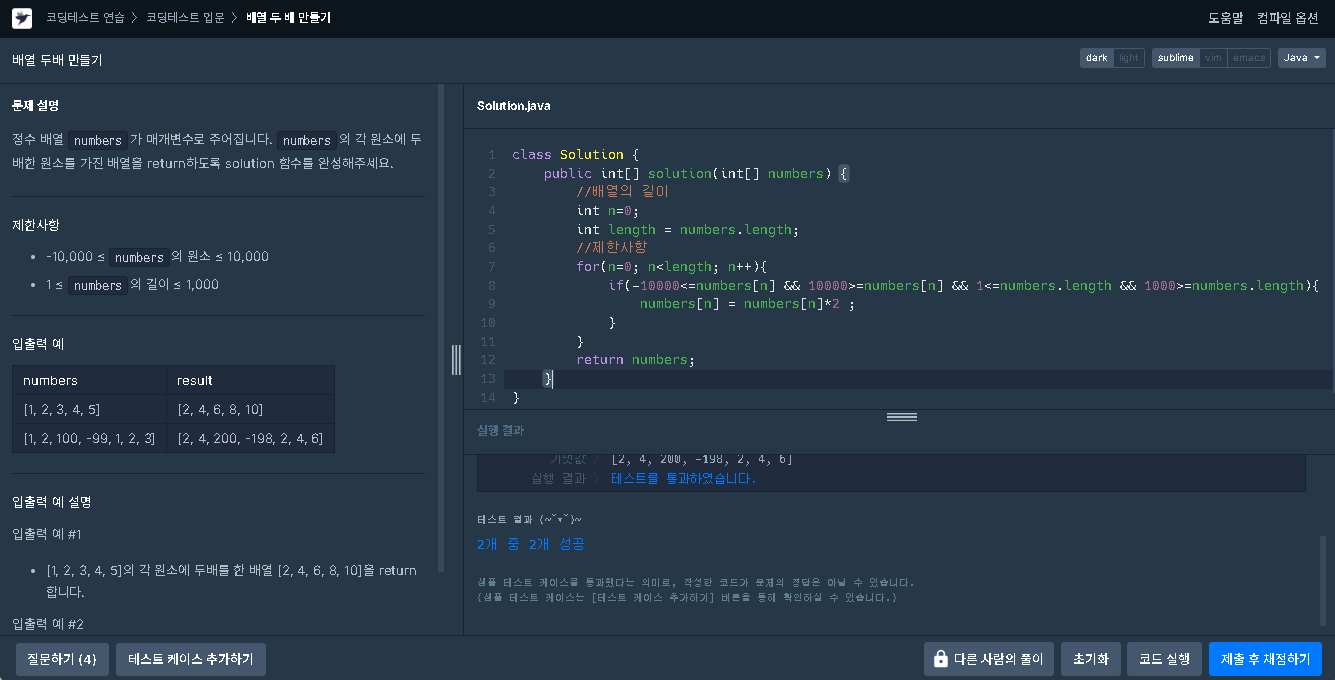 코딩테스트 연습 > 코딩테스트 입문 > 배열 두 배 만들기
도움말 컴파일 옵션
배열 두배 만들기
dark light sublime vim emacs Java
문제 설명
정수 배열 numbers 가 매개변수로 주어집니다. numbers 의 각 원소에 두
배한 원소를 가진 배열을 return하도록 solution 함수를 완성해주세요.
제한사항
• -10,000 ≤ numbers 의 원소 ≤ 10,000
• 1 ≤ numbers 의 길이 ≤ 1,000
입출력 예
numbers result
[1, 2, 3, 4, 5] [2, 4, 6, 8, 10]
[1, 2, 100, -99, 1, 2, 3] [2, 4, 200, -198, 2, 4, 6]
입출력 예 설명
입출력 예 #1
• [1, 2, 3, 4, 5]의 각 원소에 두배를 한 배열 [2, 4, 6, 8, 10]을 return
합니다.
입출력 예 #2
Solution.java
1 class Solution {
2 public int[] solution(int[] numbers) {
3 //배열의 길이
4 int n=0;
5 int length = numbers.length;
6 //제한사항
7 for(n=0; n<length; n++){
8 if(-10000<=numbers[n] && 10000>=numbers[n] && 1<=numbers.length && 1000>=numbers.length){
9 numbers[n] = numbers[n]*2 ;
10 }
11 }
12 return numbers;
13 }
14 }
실행 결과
기댓값 > [2, 4, 200, -198, 2, 4, 6]
실행 결과 > 테스트를 통과하였습니다.
테스트 결과 (~˘▾˘)~
2개 중 2개 성공
샘플 테스트 케이스를 통과했다는 의미로, 작성한 코드가 문제의 정답은 아닐 수 있습니다.
(샘플 테스트 케이스는 [테스트 케이스 추가하기] 버튼을 통해 확인하실 수 있습니다.)
질문하기 (4) 테스트 케이스 추가하기 다른 사람의 풀이 초기화 코드 실행 제출 후 채점하기